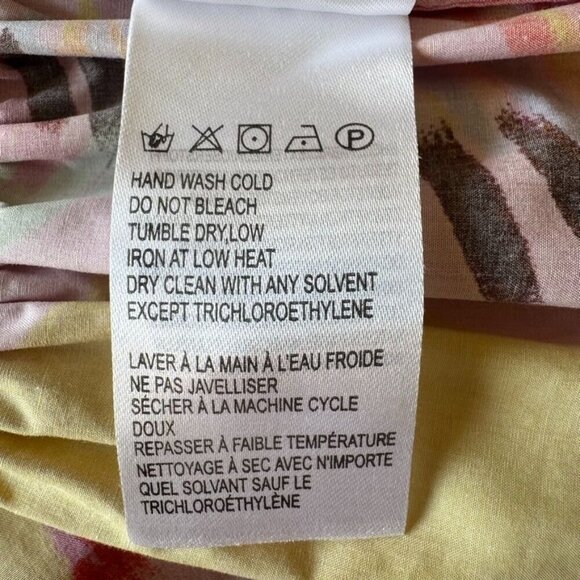 P
HAND WASH COLD
DO NOT BLEACH
TUMBLE DRY,LOW
IRON AT LOW HEAT
DRY CLEAN WITH ANY SOLVENT
EXCEPT TRICHLOROETHYLENE
LAVER À LA MAIN À L'EAU FROIDE
NE PAS JAVELLISER
SÉCHER À LA MACHINE CYCLE
DOUX
REPASSER À FAIBLE TEMPÉRATURE
NETTOYAGE À SEC AVEC N'IMPORTE
QUEL SOLVANT SAUF LE
TRICHLOROÉTHYLÈNE